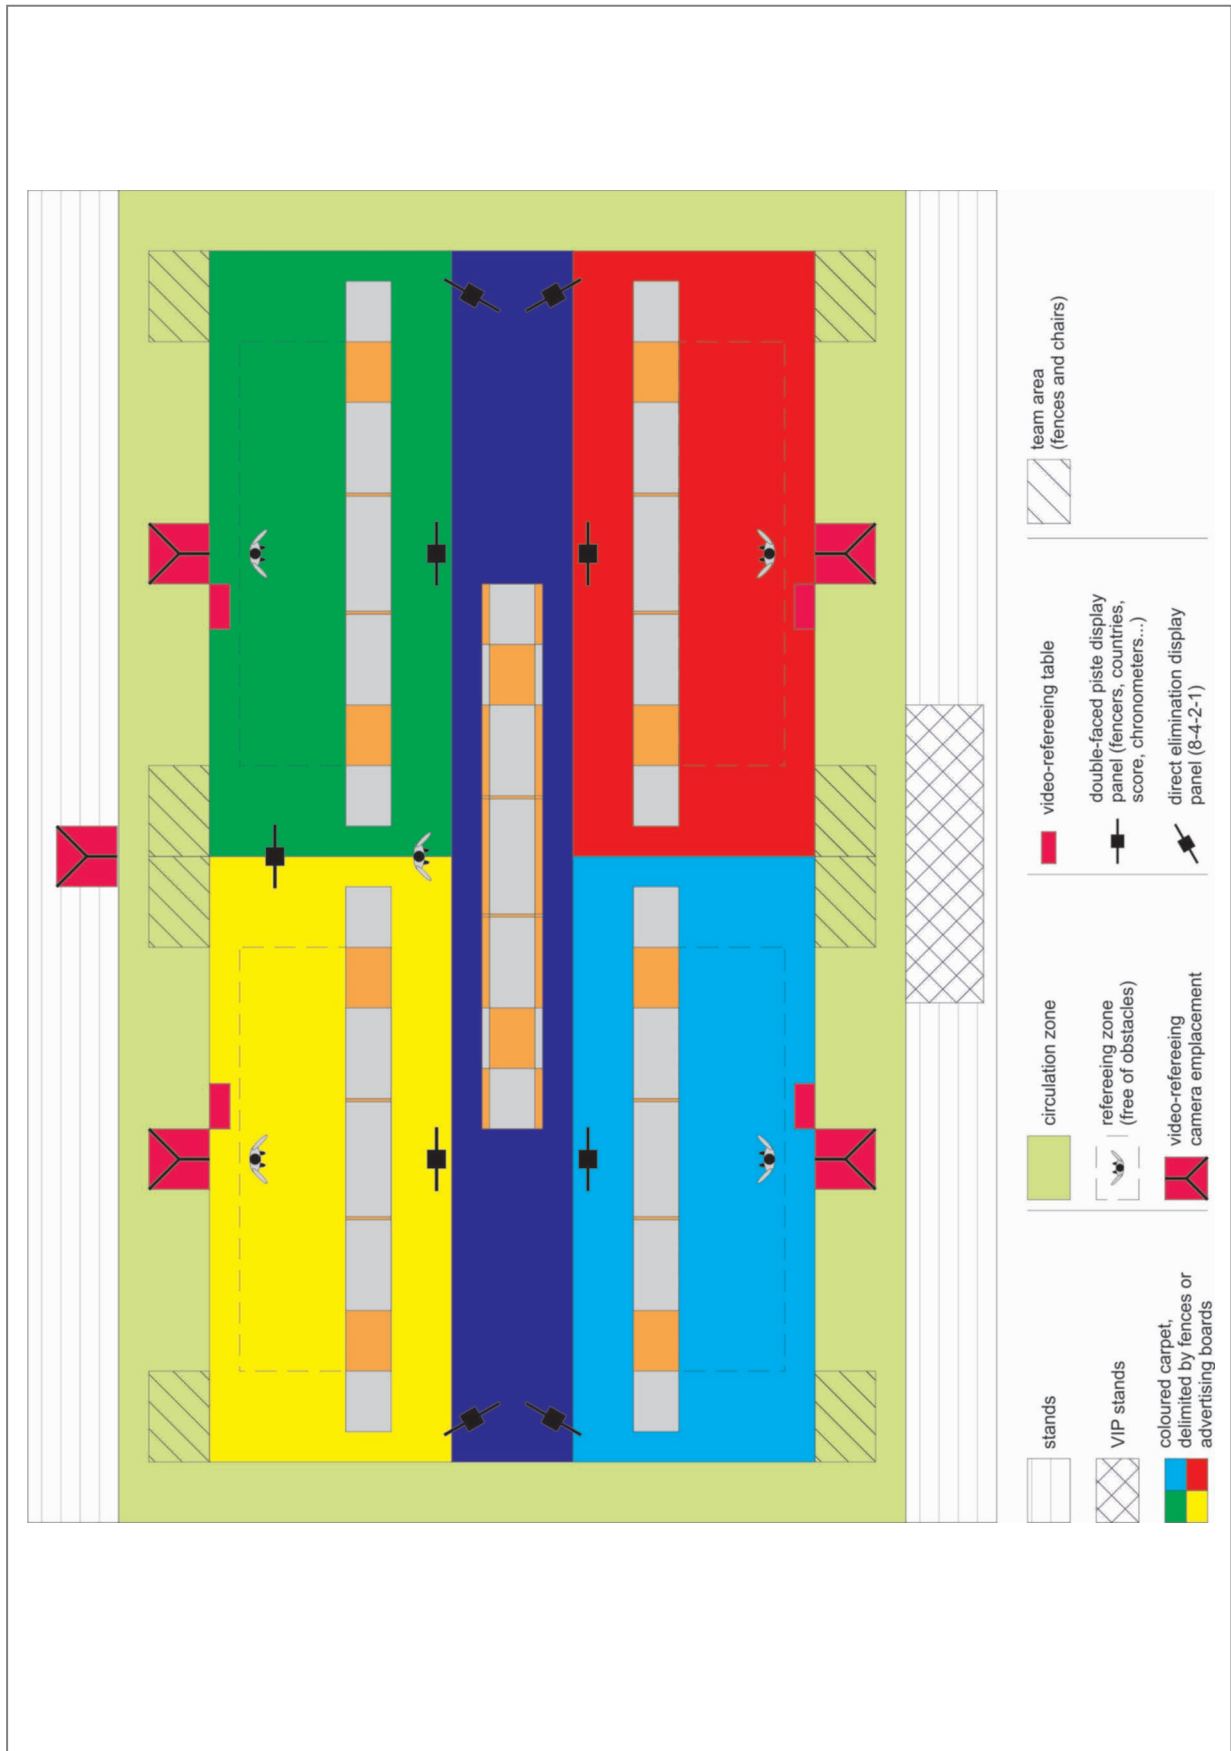 stands
VIP stands
coloured carpet,
delimited by fences or
advertising boards
circulation zone
refereeing zone
(free of obstacles)
video-refereeing
camera emplacement
video-refereeing table
double-faced piste display
panel (fencers, countries,
score, chronometers...)
direct elimination display
panel (8-4-2-1)
team area
(fences and chairs)